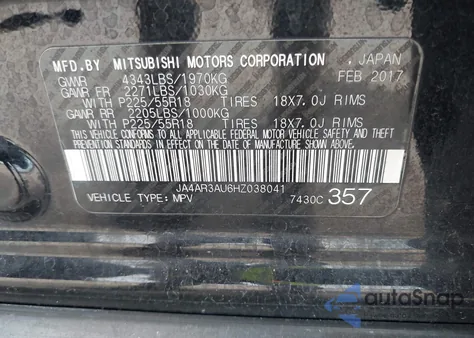 MFD.BY MITSUBISHI MOTORS CORPORATION , JAPAN
GVWR 4343LBS/1970KG FEB 2017
GAWR FR 2271LBS/1030KG
WITH P225/55R18 TIRES 18X7.0J RIMS
GAWR RR 2205LBS/1000KG
WITH P225/55R18 TIRES 18X7.0J RIMS
THIS VEHICLE CONFORMS TO ALL APPLICABLE FEDERAL
MOTOR VEHICLE SAFETY, BUMPER AND THEFT PREVENTION
STANDARDS IN EFFECT ON THE DATE OF MANUFACTURE
SHOWN ABOVE.
JA4AR3AU6HZ038041
VEHICLE TYPE: MPV 7430C 357
autoSnap